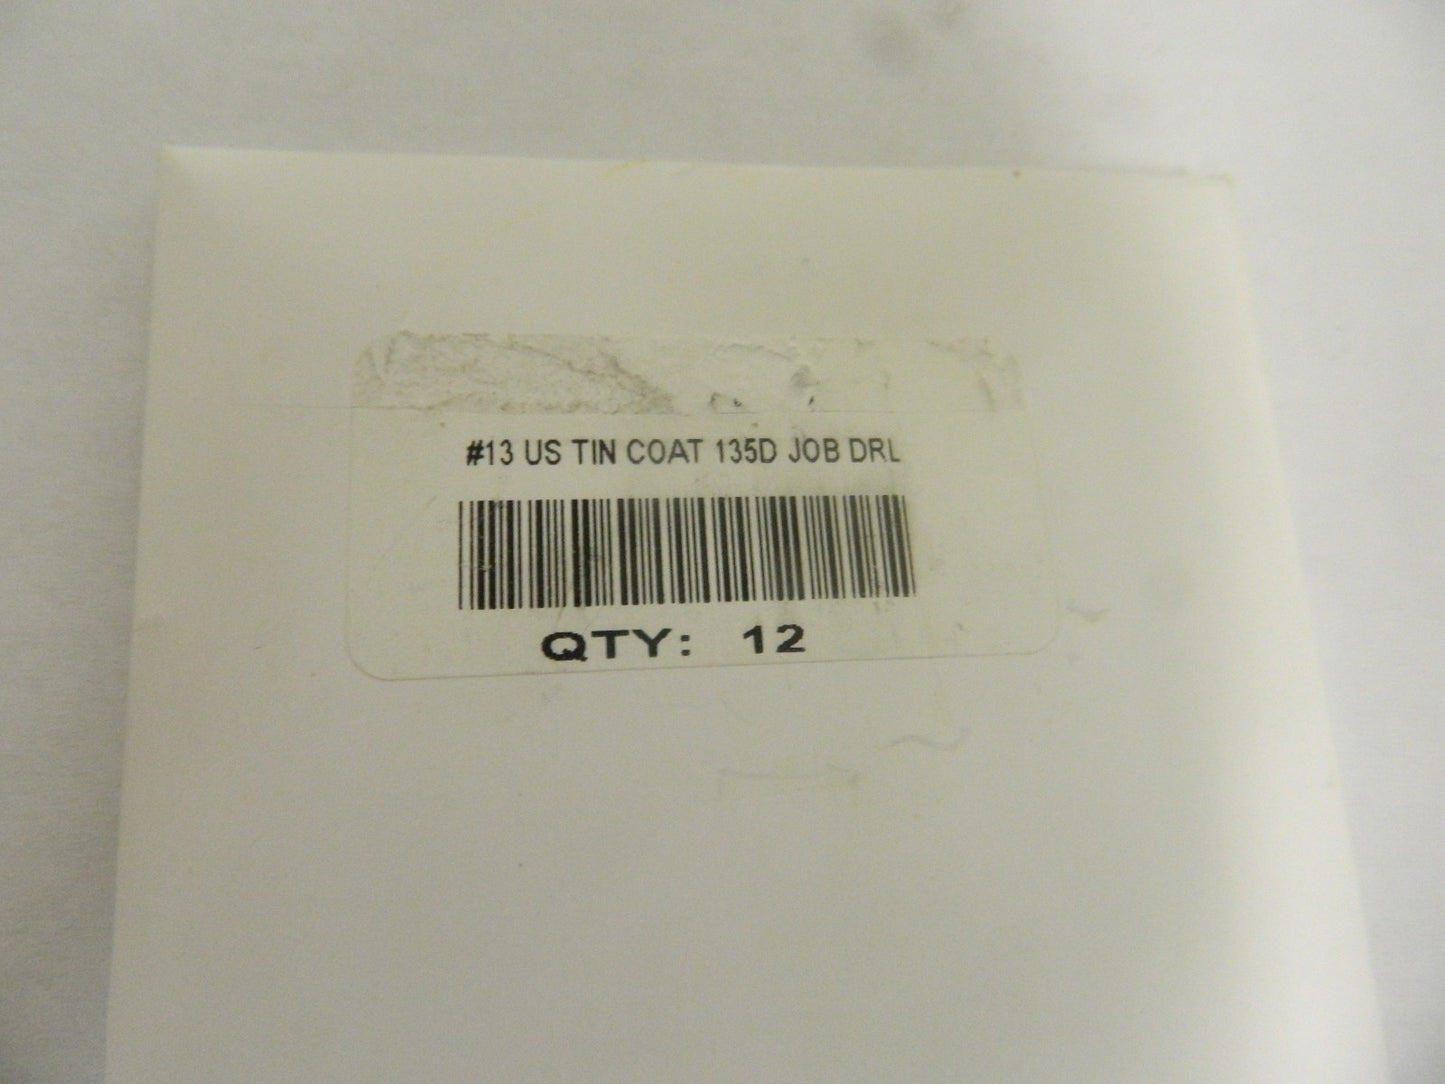 #13 US TIN COAT 135D JOB DRL
QTY: 12